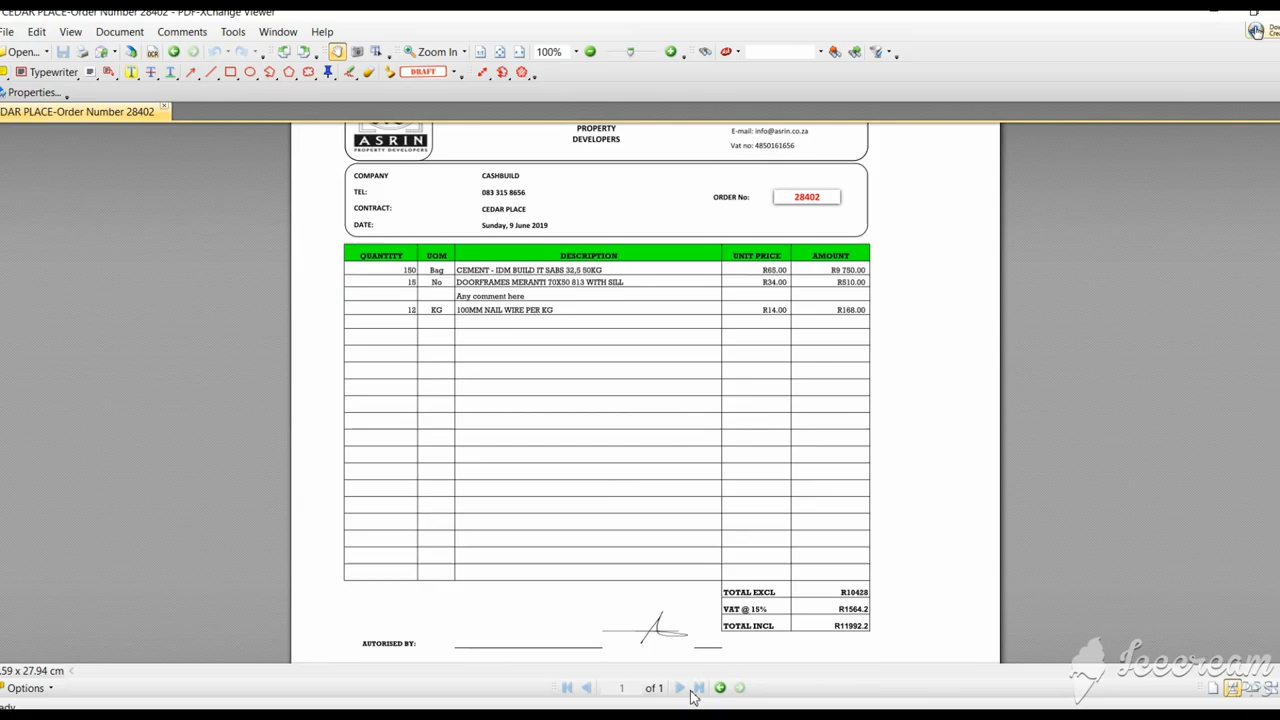 CEDAR PLACE-Order Number 28402 - PDF-XChange Viewer
File Edit View Document Comments Tools Window Help
Open... OCR Zoom In 100%
Typewriter DRAFT
Properties...
DAR PLACE-Order Number 28402
ASRIN
PROPERTY DEVELOPERS
PROPERTY
DEVELOPERS
E-mail: info@asrin.co.za
Vat no: 4850161656
COMPANY CASHBUILD
TEL: 083 315 8656
CONTRACT: CEDAR PLACE
DATE: Sunday, 9 June 2019
ORDER No: 28402
QUANTITY UOM DESCRIPTION UNIT PRICE AMOUNT
150 Bag CEMENT - IDM BUILD IT SABS 32,5 50KG R65.00 R9 750.00
15 No DOORFRAMES MERANTI 70X50 813 WITH SILL R34.00 R510.00
Any comment here
12 KG 100MM NAIL WIRE PER KG R14.00 R168.00
TOTAL EXCL R10428
VAT @ 15% R1564.2
TOTAL INCL R11992.2
AUTORISED BY:
.59 x 27.94 cm
Options 1 of 1
Icecream